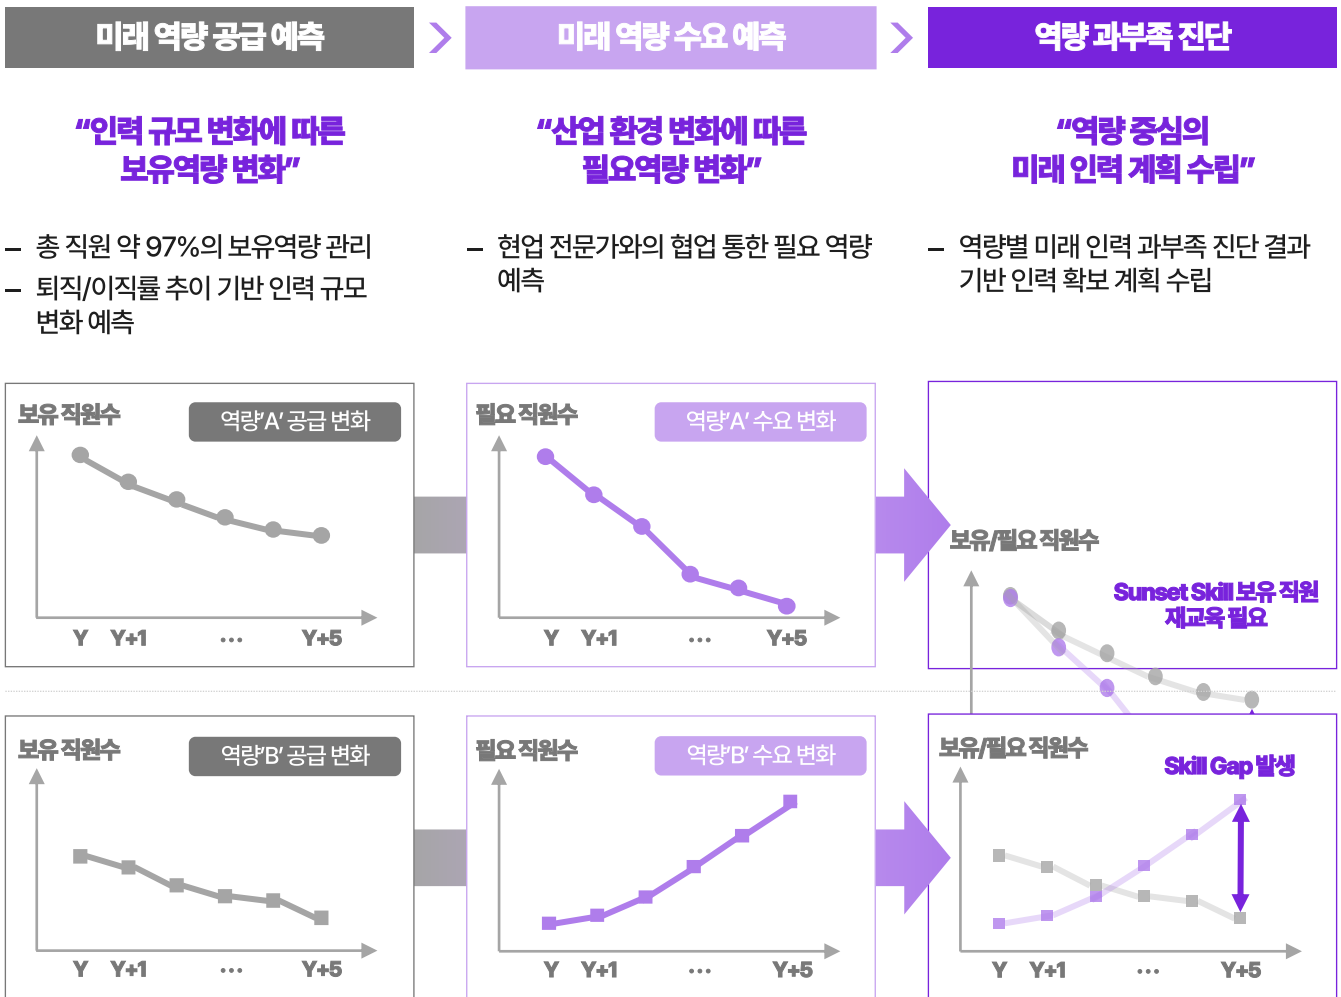 미래 역량 공급 예측
미래 역량 수요 예측
역량 과부족 진단
“인력 규모 변화에 따른
보유역량 변화”
“산업 환경 변화에 따른
필요역량 변화”
“역량 중심의
미래 인력 계획 수립”
– 총 직원 약 97%의 보유역량 관리
– 퇴직/이직률 추이 기반 인력 규모
변화 예측
– 현업 전문가와의 협업 통한 필요 역량
예측
– 역량별 미래 인력 과부족 진단 결과
기반 인력 확보 계획 수립
보유 직원수
역량‘A’ 공급 변화
Y Y+1 ... Y+5
필요 직원수
역량‘A’ 수요 변화
Y Y+1 ... Y+5
보유/필요 직원수
Sunset Skill 보유 직원
재교육 필요
보유 직원수
역량‘B’ 공급 변화
Y Y+1 ... Y+5
필요 직원수
역량‘B’ 수요 변화
Y Y+1 ... Y+5
보유/필요 직원수
Skill Gap 발생
Y Y+1 ... Y+5